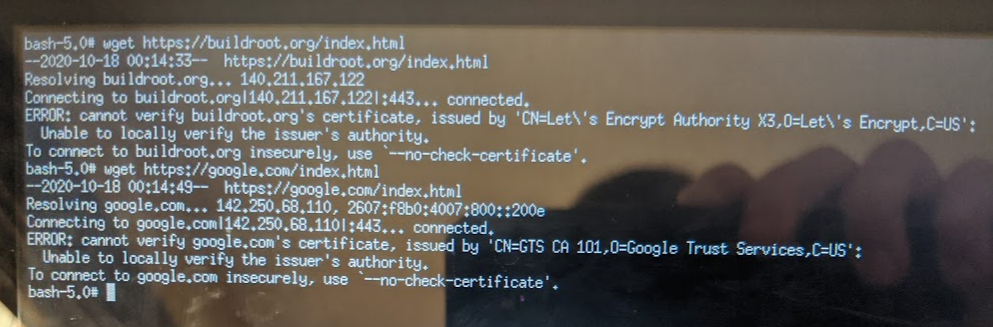 bash-5.0# wget https://buildroot.org/index.html
--2020-10-18 00:14:33-- https://buildroot.org/index.html
Resolving buildroot.org... 140.211.167.122
Connecting to buildroot.org|140.211.167.122|:443... connected.
ERROR: cannot verify buildroot.org's certificate, issued by 'CN=Let\'s Encrypt Authority X3,O=Let\'s Encrypt,C=US':
Unable to locally verify the issuer's authority.
To connect to buildroot.org insecurely, use `--no-check-certificate'.
bash-5.0# wget https://google.com/index.html
--2020-10-18 00:14:49-- https://google.com/index.html
Resolving google.com... 142.250.68.110, 2607:f8b0:4007:800::200e
Connecting to google.com|142.250.68.110|:443... connected.
ERROR: cannot verify google.com's certificate, issued by 'CN=GTS CA 1O1,O=Google Trust Services,C=US':
Unable to locally verify the issuer's authority.
To connect to google.com insecurely, use `--no-check-certificate'.
bash-5.0#